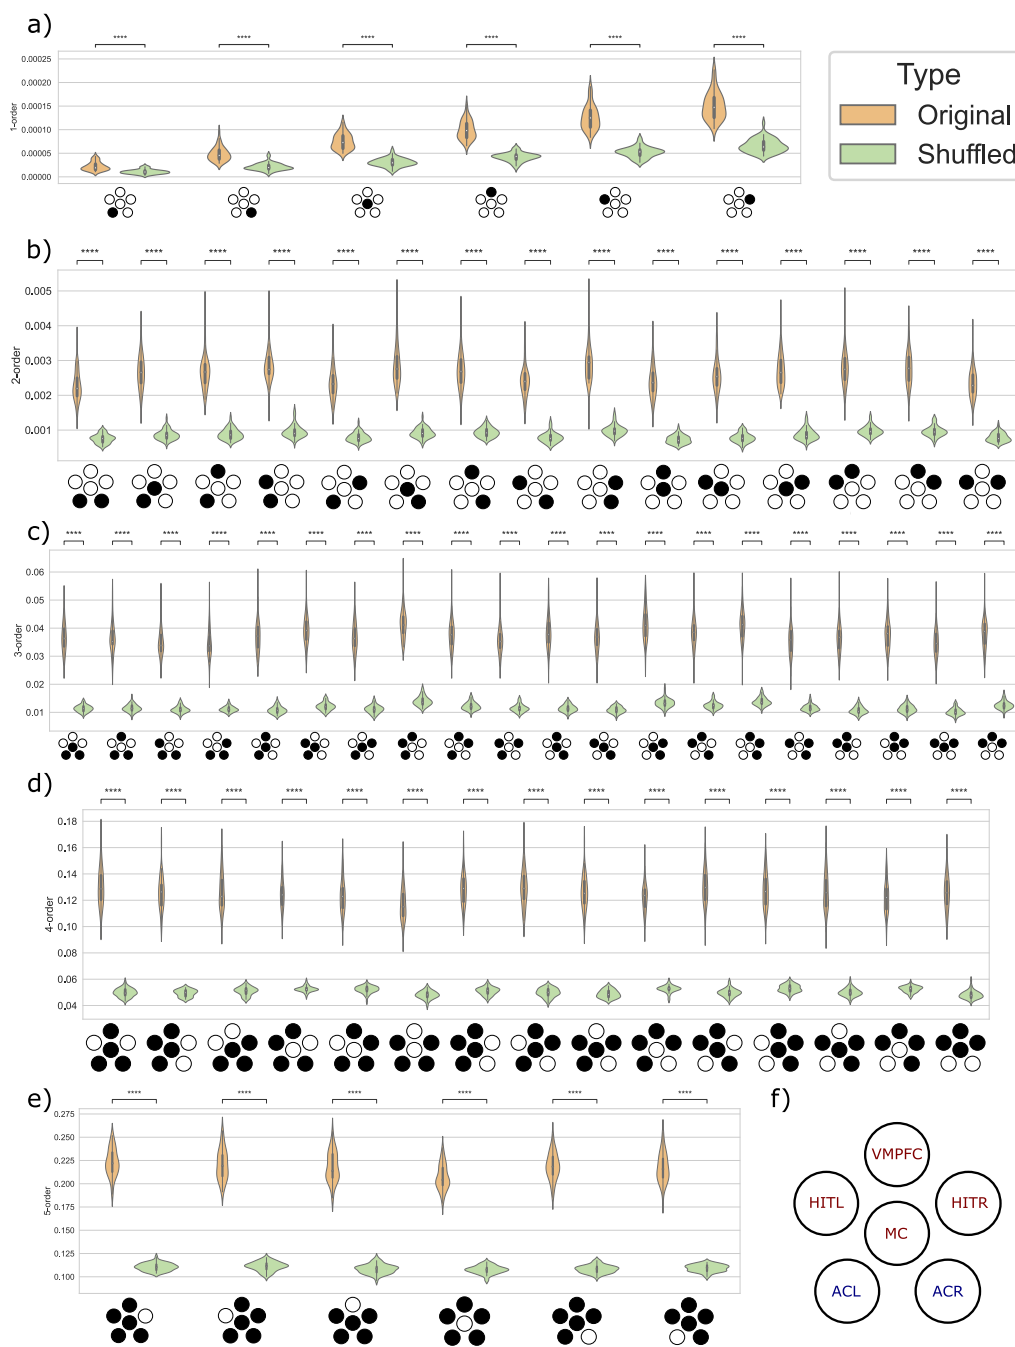 a)
**** **** **** **** **** ****
0.00025
0.00020
0.00015
0.00010
0.00005
0.00000
1-order
Type
Original
Shuffled
b)
**** **** **** **** **** **** **** **** **** **** **** **** **** **** ****
0.005
0.004
0.003
0.002
0.001
2-order
c)
**** **** **** **** **** **** **** **** **** **** **** **** **** **** **** **** **** **** **** ****
0.06
0.05
0.04
0.03
0.02
0.01
3-order
d)
**** **** **** **** **** **** **** **** **** **** **** **** **** **** ****
0.18
0.16
0.14
0.12
0.10
0.08
0.06
0.04
4-order
e)
**** **** **** **** **** ****
0.275
0.250
0.225
0.200
0.175
0.150
0.125
0.100
5-order
f)
VMPFC
HITL
HITR
MC
ACL
ACR